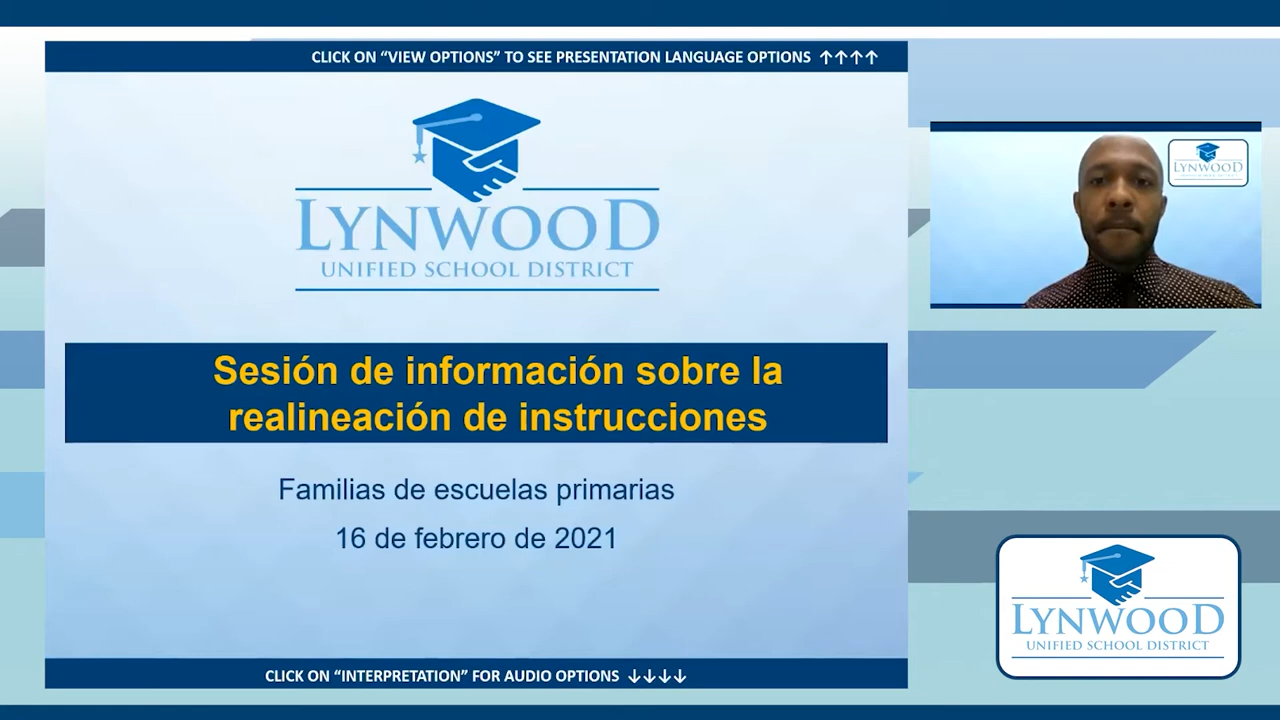 CLICK ON “VIEW OPTIONS” TO SEE PRESENTATION LANGUAGE OPTIONS ↑↑↑↑
LYNWOOD
UNIFIED SCHOOL DISTRICT
Sesión de información sobre la
realineación de instrucciones
Familias de escuelas primarias
16 de febrero de 2021
CLICK ON “INTERPRETATION” FOR AUDIO OPTIONS ↓↓↓↓
LYNWOOD
LYNWOOD
UNIFIED SCHOOL DISTRICT